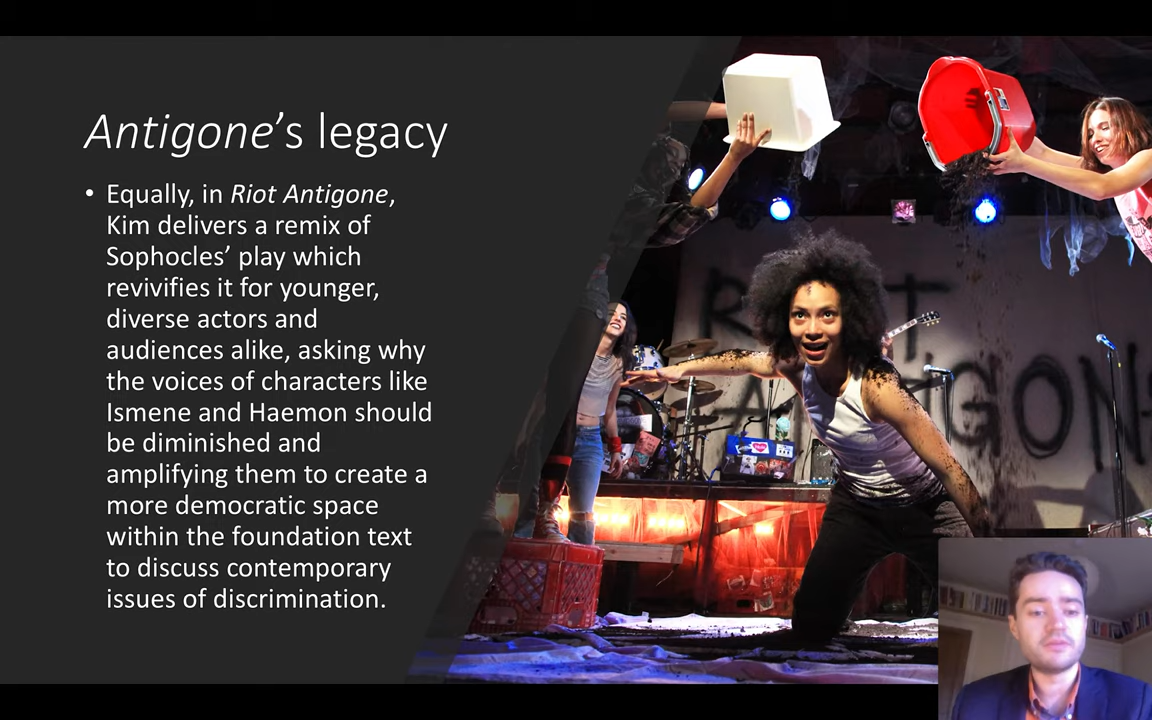 Antigone's legacy
• Equally, in Riot Antigone,
Kim delivers a remix of
Sophocles' play which
revivifies it for younger,
diverse actors and
audiences alike, asking why
the voices of characters like
Ismene and Haemon should
be diminished and
amplifying them to create a
more democratic space
within the foundation text
to discuss contemporary
issues of discrimination.